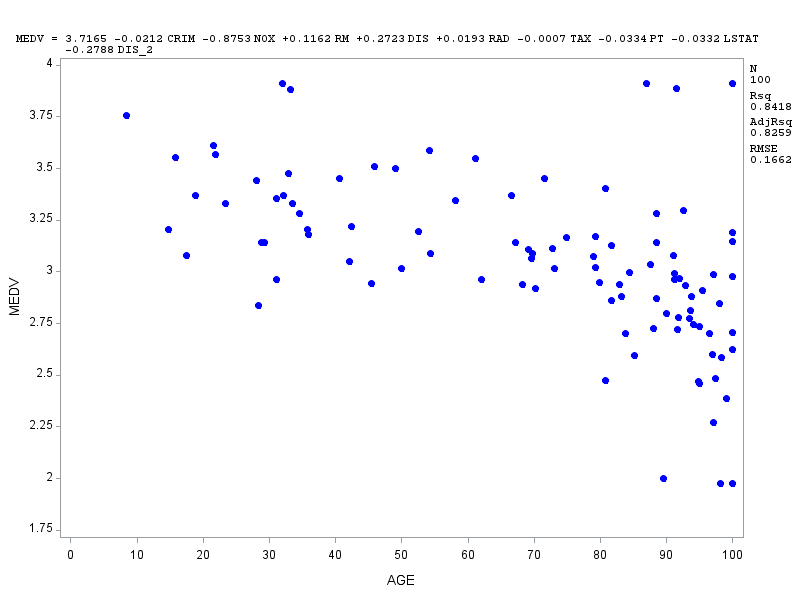 MEDV = 3.7165 -0.0212 CRIM -0.8753 NOX +0.1162 RM +0.2723 DIS +0.0193 RAD -0.0007 TAX -0.0334 PT -0.0332 LSTAT
-0.2788 DIS_2
N
100
Rsq
0.8418
AdjRsq
0.8259
RMSE
0.1662
4
3.75
3.5
3.25
3
2.75
2.5
2.25
2
1.75
MEDV
0 10 20 30 40 50 60 70 80 90 100
AGE